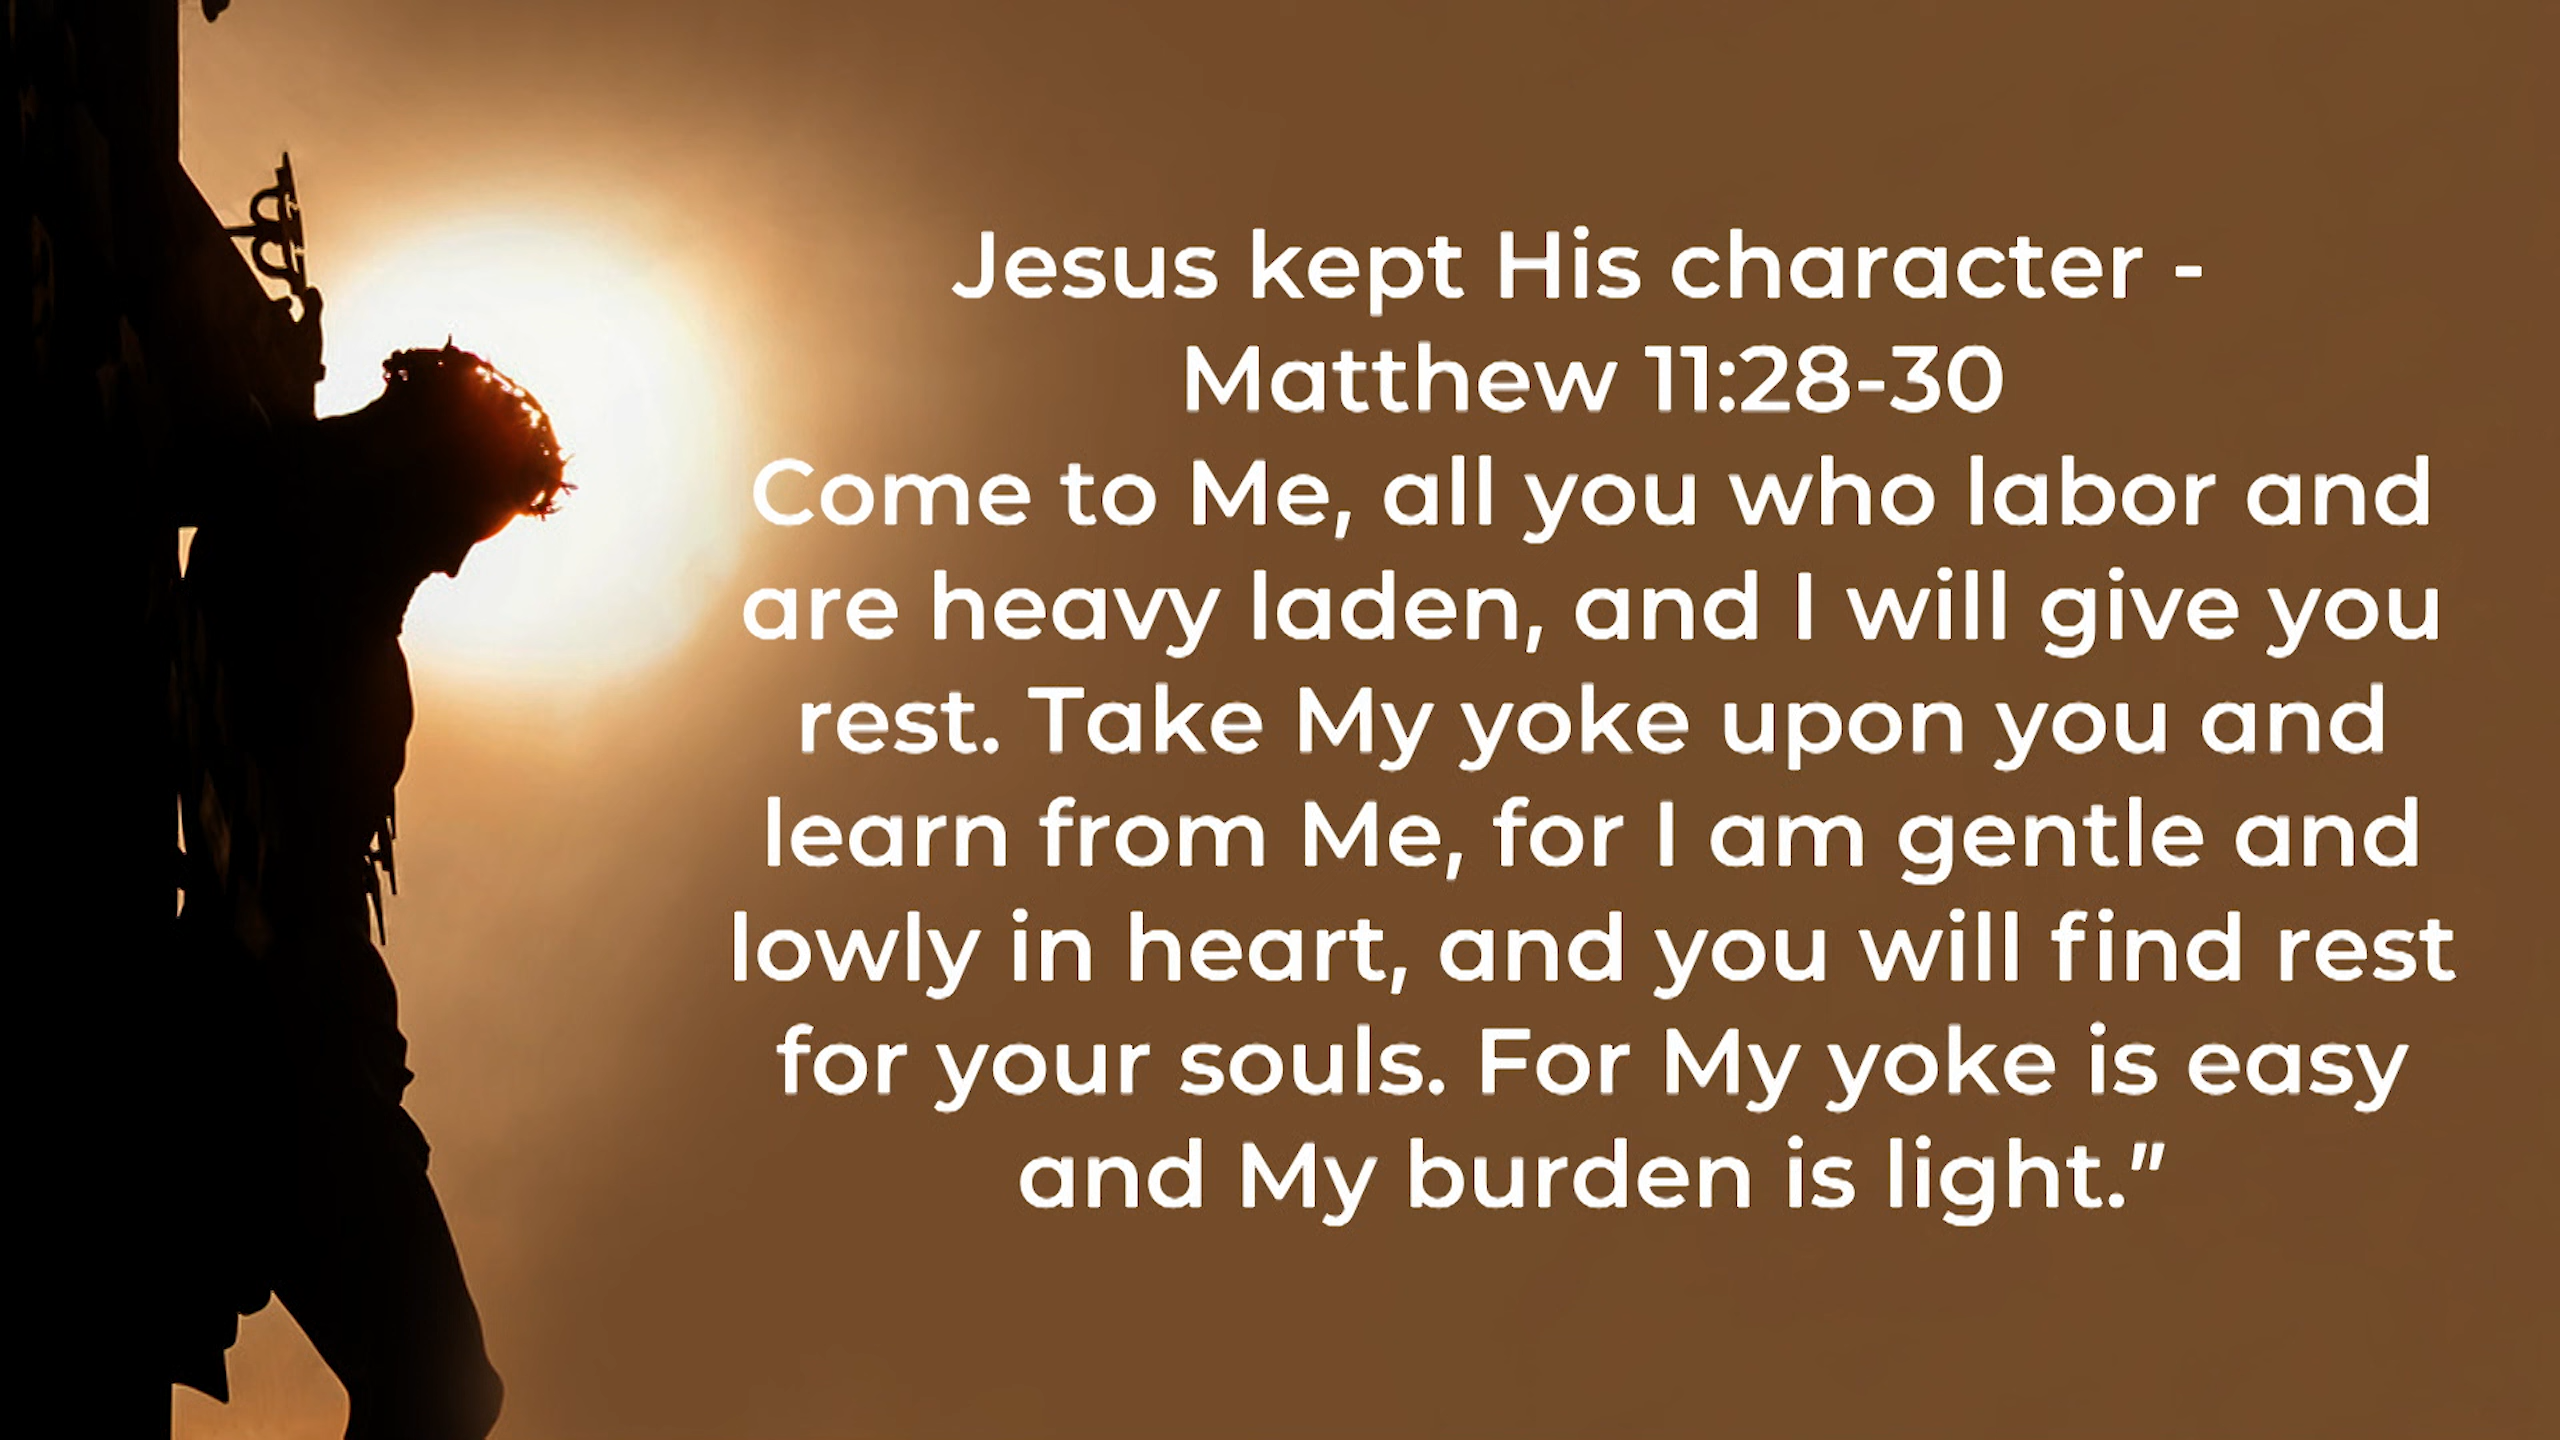 Jesus kept His character -
Matthew 11:28-30
Come to Me, all you who labor and
are heavy laden, and I will give you
rest. Take My yoke upon you and
learn from Me, for I am gentle and
lowly in heart, and you will find rest
for your souls. For My yoke is easy
and My burden is light.”